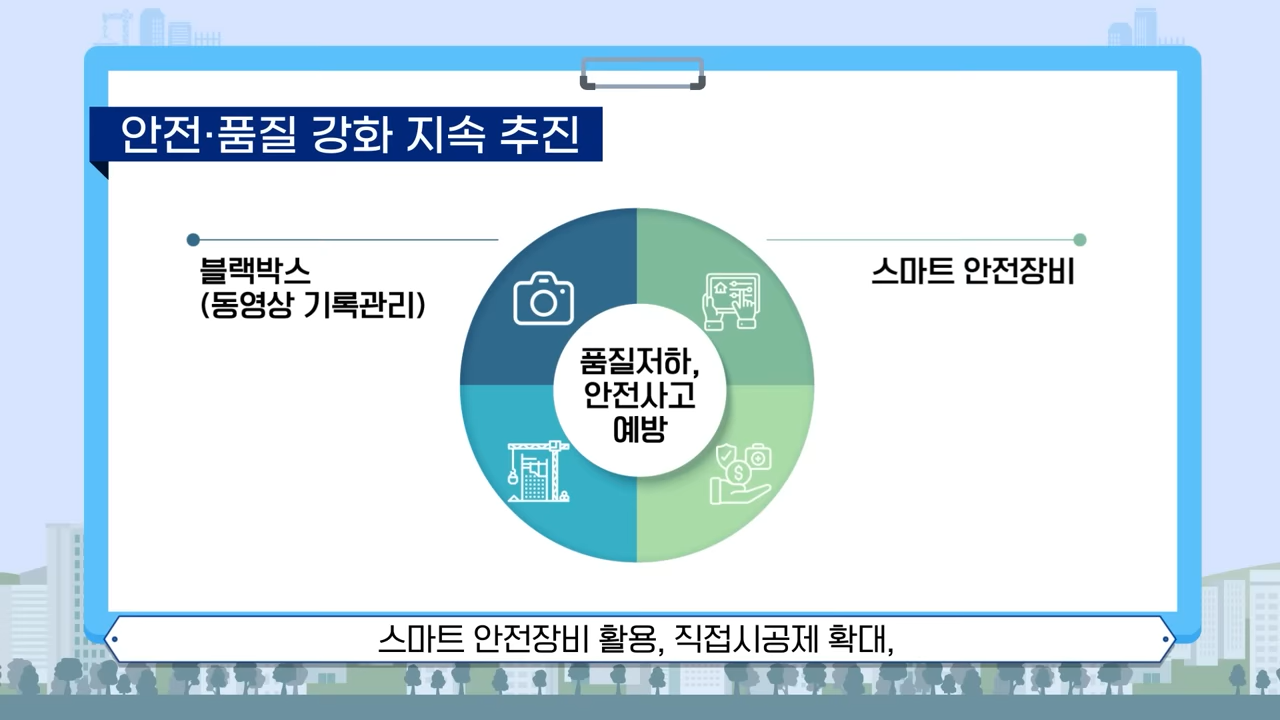 안전·품질 강화 지속 추진
블랙박스
(동영상 기록관리)
스마트 안전장비
품질저하,
안전사고
예방
스마트 안전장비 활용, 직접시공제 확대,